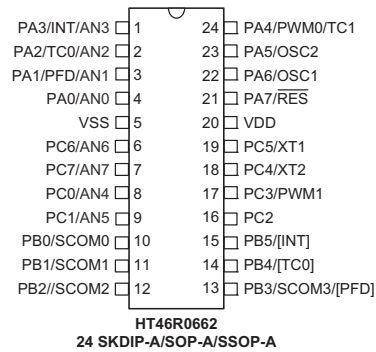 PA3/INT/AN3 1 24 PA4/PWM0/TC1
PA2/TC0/AN2 2 23 PA5/OSC2
PA1/PFD/AN1 3 22 PA6/OSC1
PA0/AN0 4 21 PA7/RES
VSS 5 20 VDD
PC6/AN6 6 19 PC5/XT1
PC7/AN7 7 18 PC4/XT2
PC0/AN4 8 17 PC3/PWM1
PC1/AN5 9 16 PC2
PB0/SCOM0 10 15 PB5/[INT]
PB1/SCOM1 11 14 PB4/[TC0]
PB2//SCOM2 12 13 PB3/SCOM3/[PFD]
HT46R0662
24 SKDIP-A/SOP-A/SSOP-A